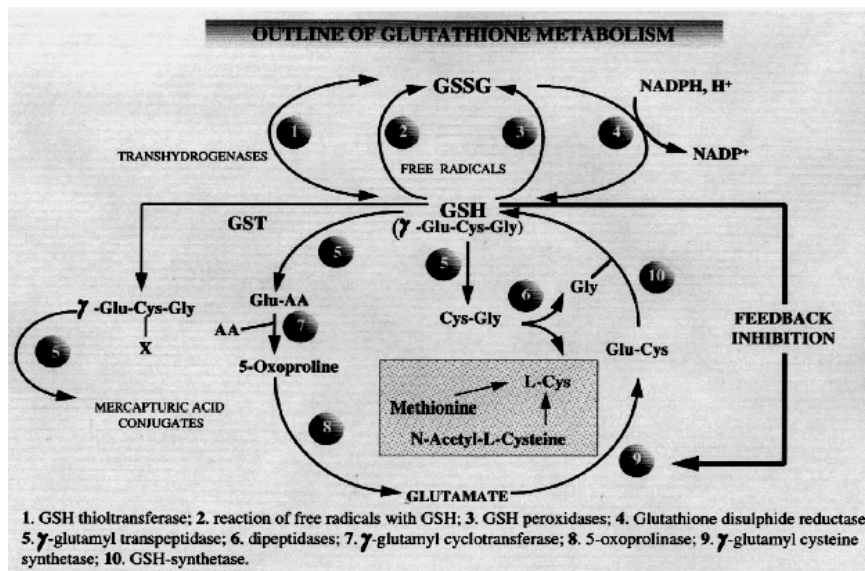 OUTLINE OF GLUTATHIONE METABOLISM
GSSG
NADPH, H⁺
1
2
3
4
TRANSHYDROGENASES
FREE RADICALS
NADP⁺
GST
GSH
(γ -Glu-Cys-Gly)
5
5
6
10
γ -Glu-Cys-Gly
X
5
Glu-AA
AA
7
5-Oxoproline
Cys-Gly
Gly
Glu-Cys
FEEDBACK
INHIBITION
L-Cys
Methionine
N-Acetyl-L-Cysteine
MERCAPTURIC ACID
CONJUGATES
8
9
GLUTAMATE
1. GSH thioltransferase; 2. reaction of free radicals with GSH; 3. GSH peroxidases; 4. Glutathione disulphide reductase
5. γ-glutamyl transpeptidase; 6. dipeptidases; 7. γ-glutamyl cyclotransferase; 8. 5-oxoprolinase; 9. γ-glutamyl cysteine
synthetase; 10. GSH-synthetase.